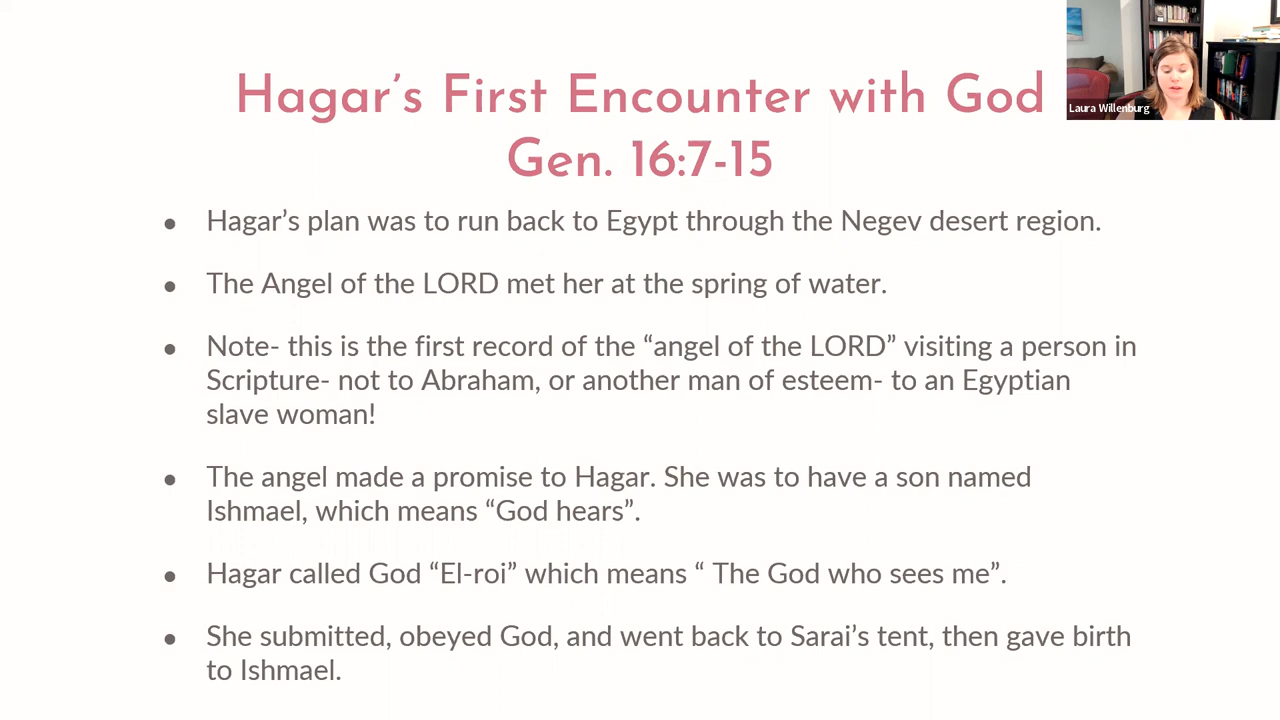 Hagar’s First Encounter with God
Gen. 16:7-15
Laura Willenburg
● Hagar’s plan was to run back to Egypt through the Negev desert region.
● The Angel of the LORD met her at the spring of water.
● Note- this is the first record of the “angel of the LORD” visiting a person in
Scripture- not to Abraham, or another man of esteem- to an Egyptian
slave woman!
● The angel made a promise to Hagar. She was to have a son named
Ishmael, which means “God hears”.
● Hagar called God “El-roi” which means “ The God who sees me”.
● She submitted, obeyed God, and went back to Sarai’s tent, then gave birth
to Ishmael.